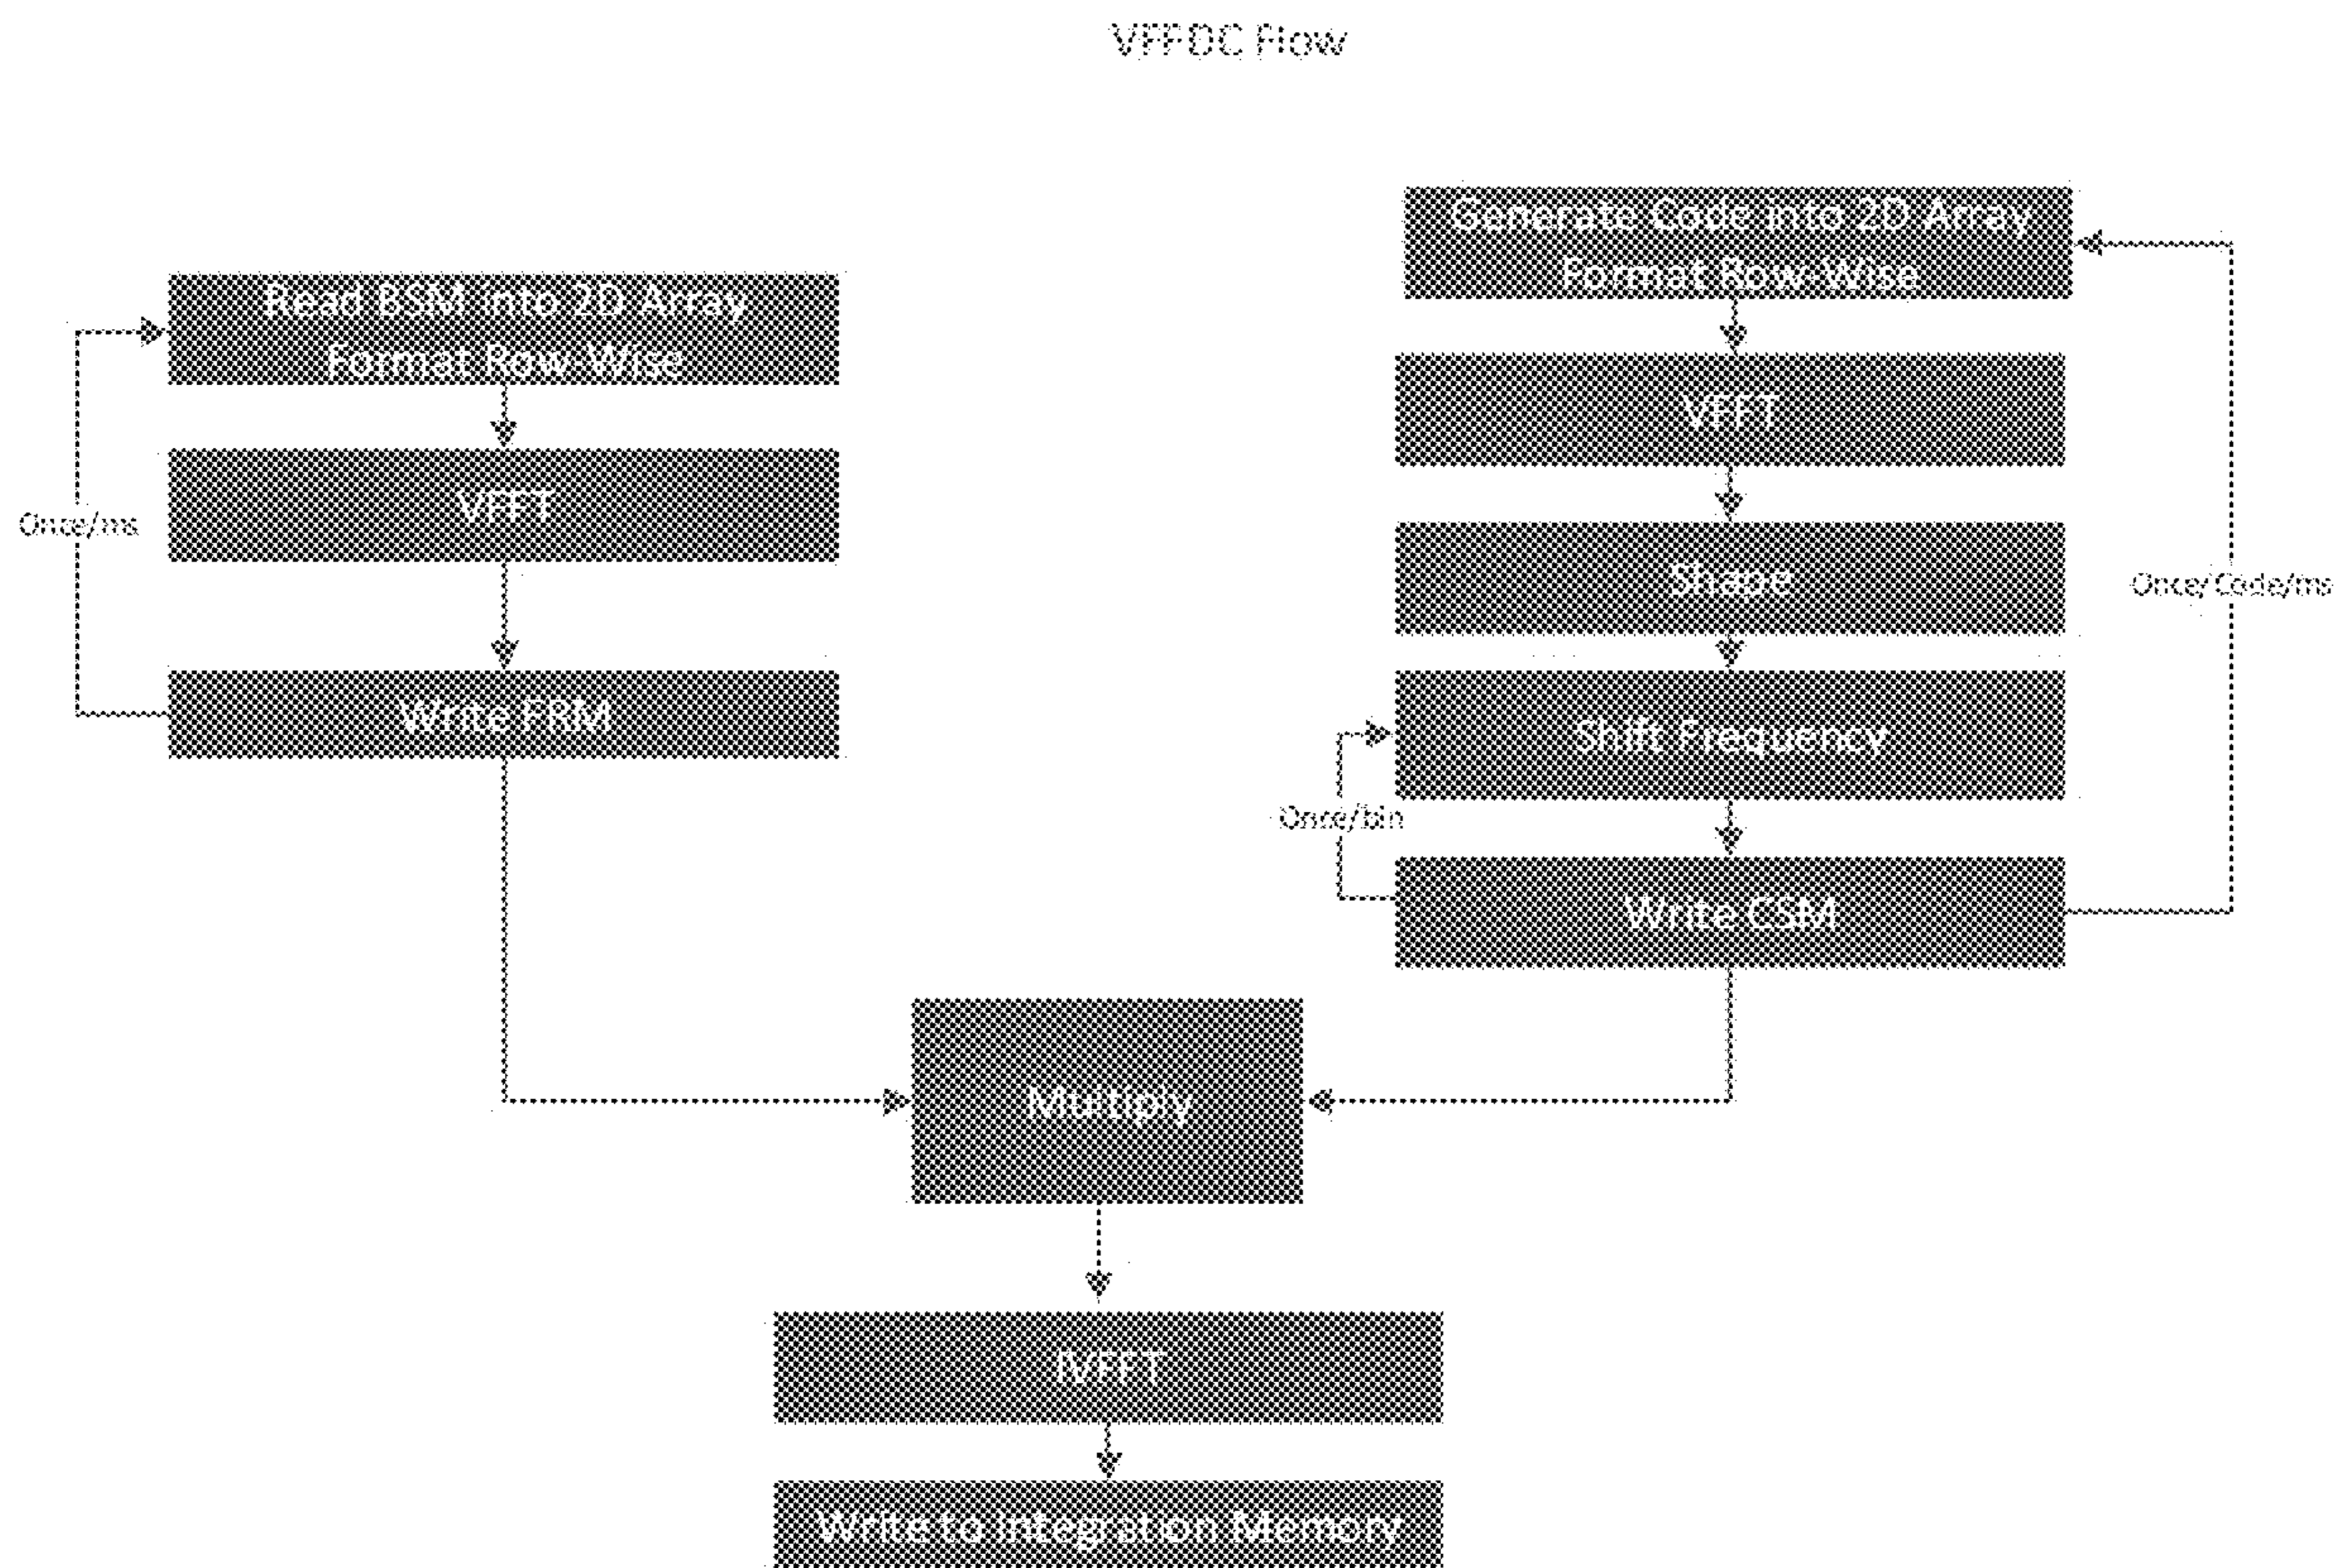 VFFDC Flow
Read BSM into 2D Array
Format Row-Wise
VFFT
Write FRM
Once/ms
Generate Code into 2D Array
Format Row-Wise
VFFT
Shape
Shift Frequency
Write CSM
Once/bin
Once/Code/ms
Multiply
IVFFT
Write to Integration Memory